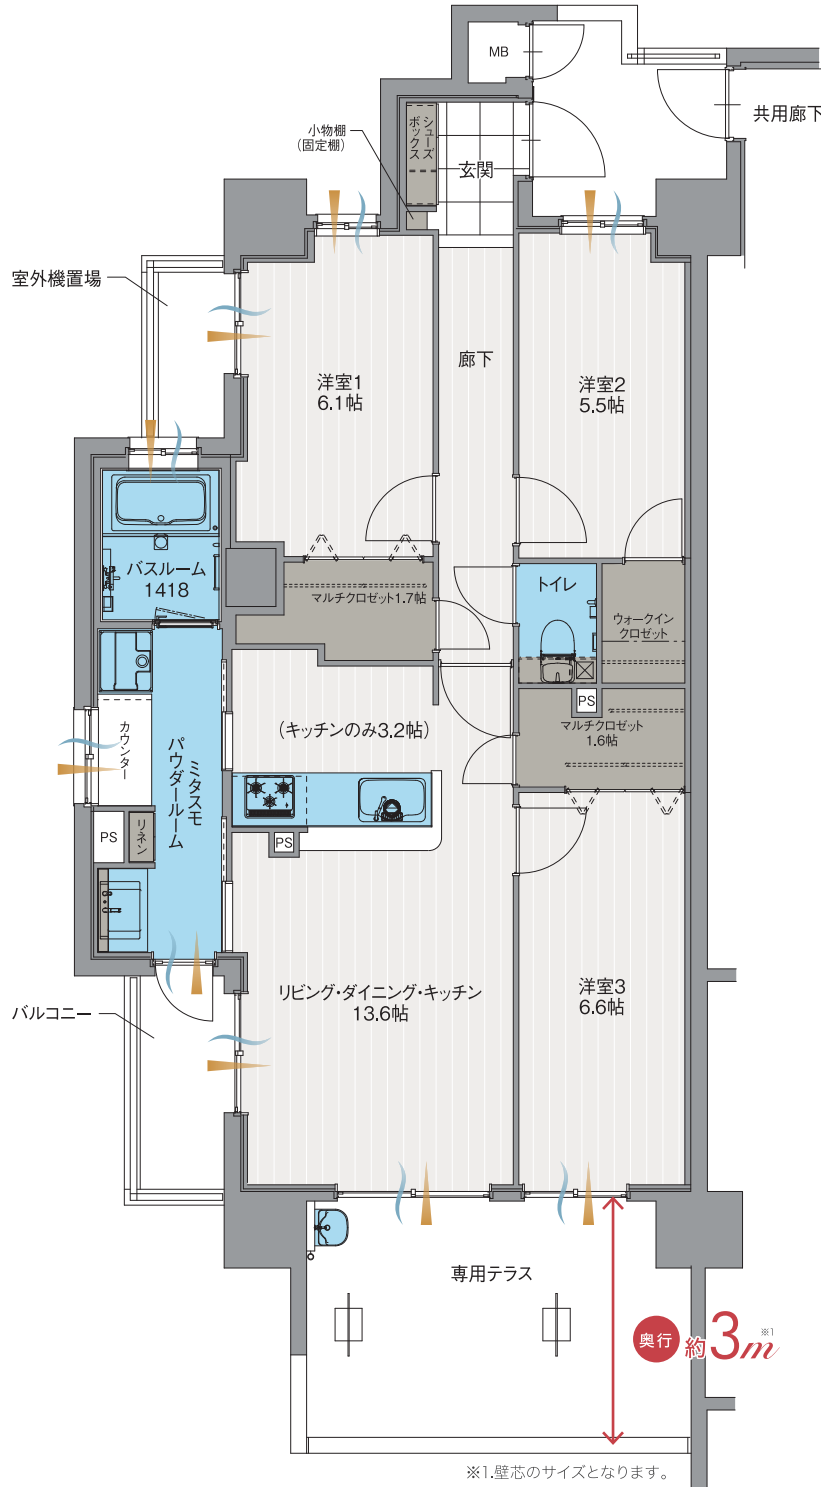 MB
共用廊下
小物棚
(固定棚)
シューズ
ボックス
玄関
室外機置場
洋室1
6.1帖
廊下
洋室2
5.5帖
バスルーム
1418
マルチクロゼット1.7帖
トイレ
ウォークイン
クロゼット
PS
マルチクロゼット
1.6帖
(キッチンのみ3.2帖)
カウンター
ミタスモ
パウダールーム
PS
リネン
PS
バルコニー
リビング・ダイニング・キッチン
13.6帖
洋室3
6.6帖
専用テラス
奥行 約3m※1
※1.壁芯のサイズとなります。